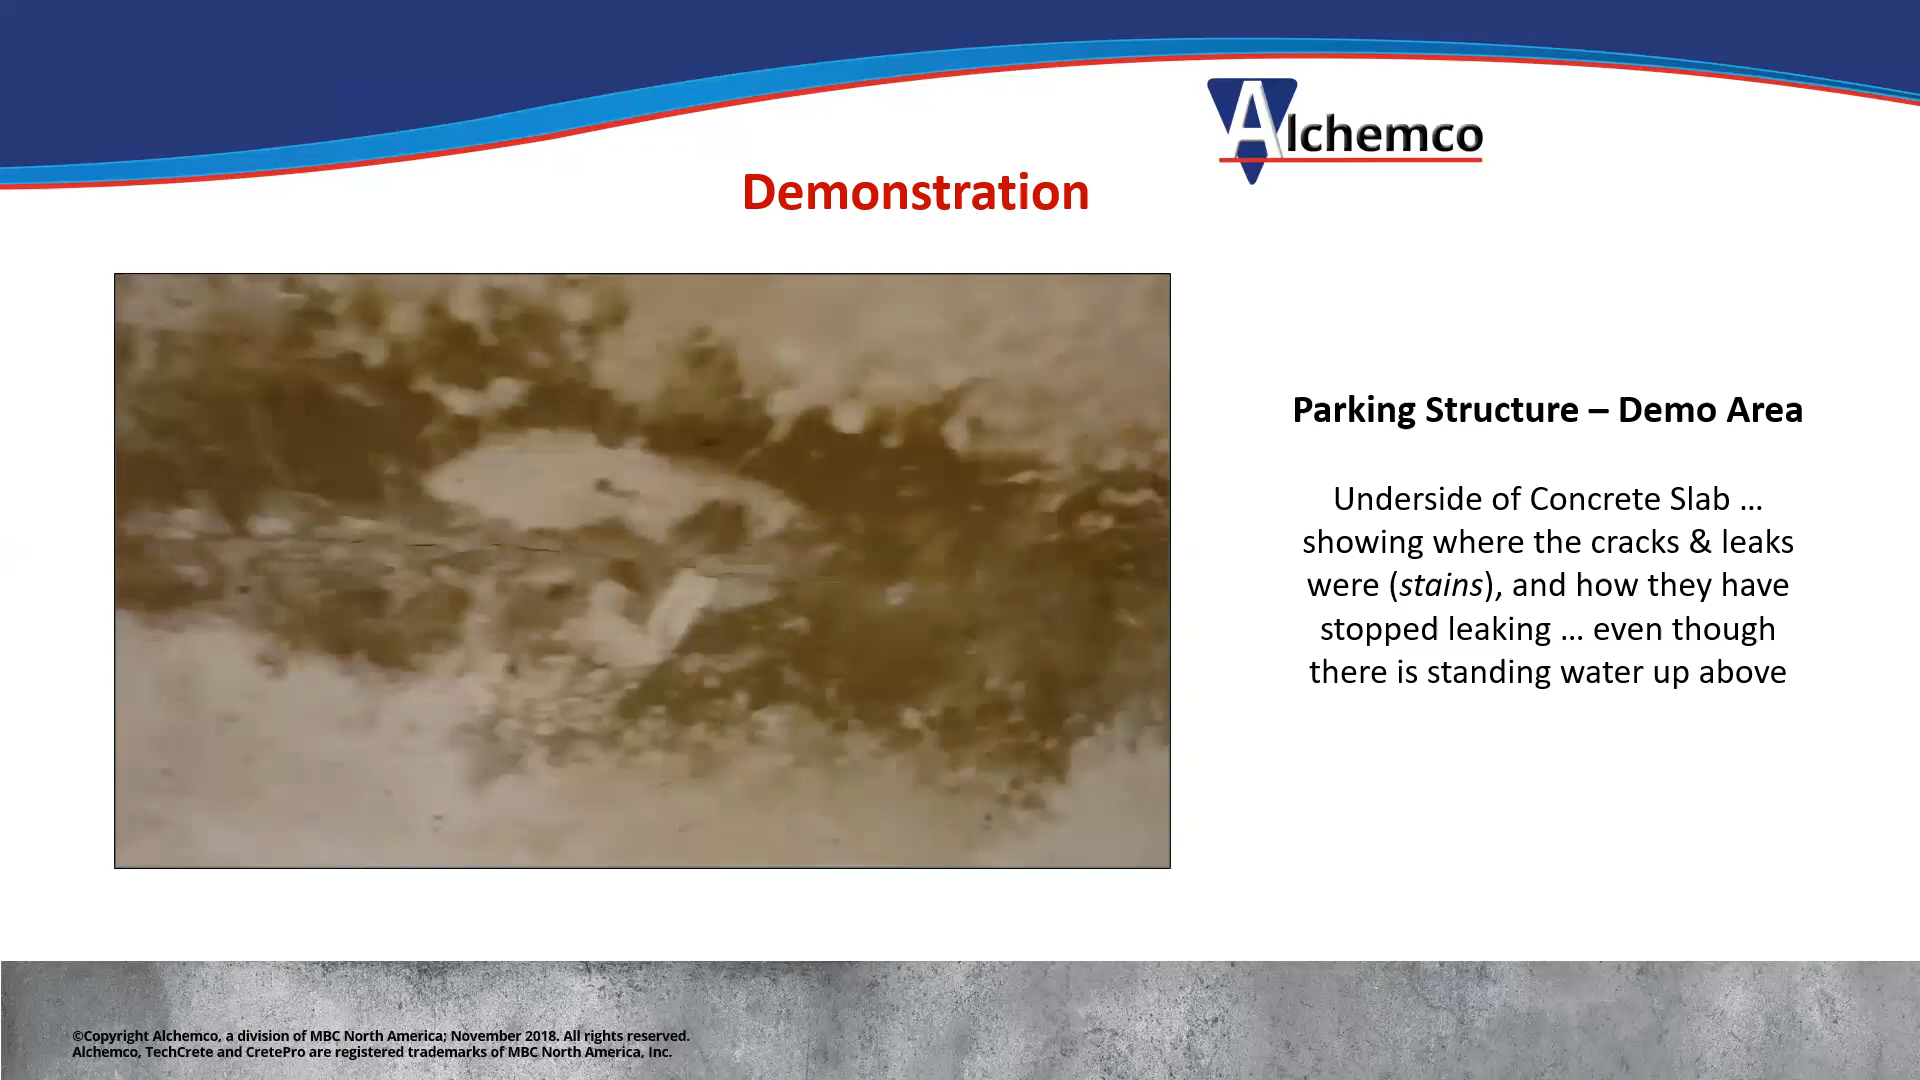 Alchemco
Demonstration
Parking Structure – Demo Area
Underside of Concrete Slab ...
showing where the cracks & leaks
were (stains), and how they have
stopped leaking ... even though
there is standing water up above
©Copyright Alchemco, a division of MBC North America; November 2018. All rights reserved.
Alchemco, TechCrete and CretePro are registered trademarks of MBC North America, Inc.